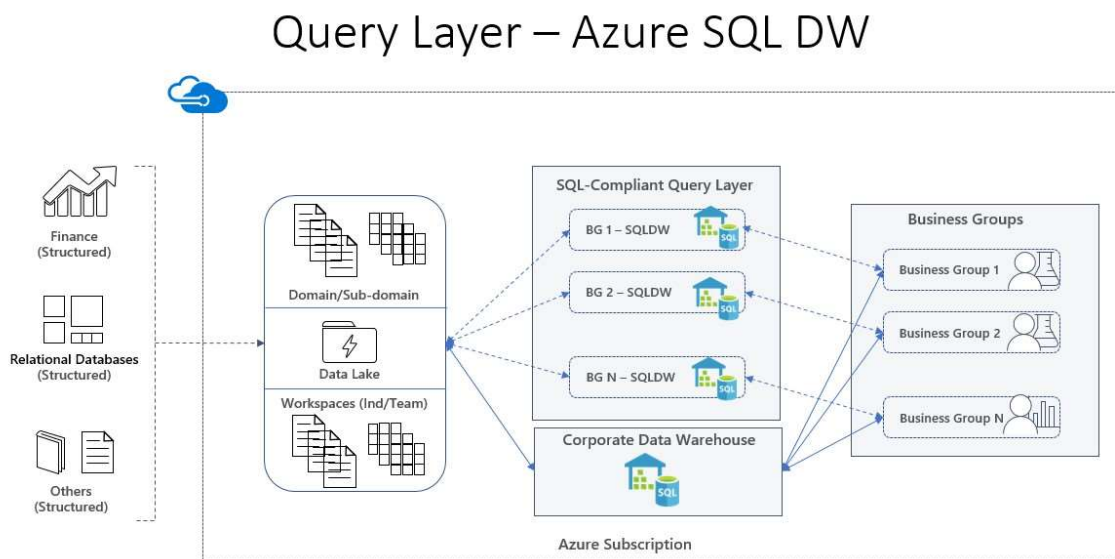 Query Layer – Azure SQL DW
Finance
(Structured)
Relational Databases
(Structured)
Others
(Structured)
Domain/Sub-domain
Data Lake
Workspaces (Ind/Team)
SQL-Compliant Query Layer
BG 1 – SQLDW
SQL
BG 2 – SQLDW
SQL
BG N – SQLDW
SQL
Corporate Data Warehouse
SQL
Business Groups
Business Group 1
Business Group 2
Business Group N
Azure Subscription